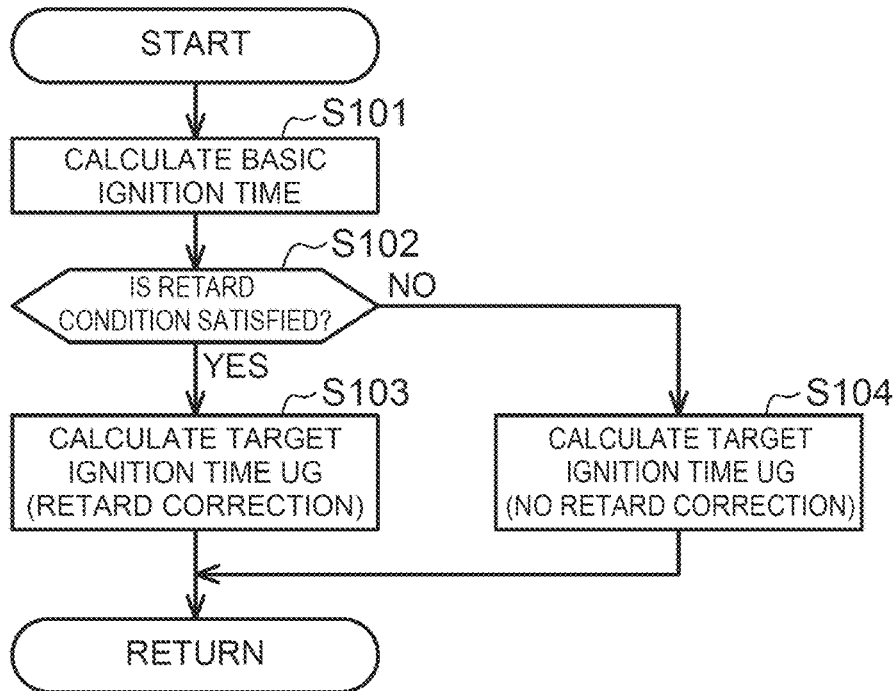 START
S101
CALCULATE BASIC
IGNITION TIME
S102
IS RETARD
CONDITION SATISFIED?
NO
YES
S103
CALCULATE TARGET
IGNITION TIME UG
(RETARD CORRECTION)
S104
CALCULATE TARGET
IGNITION TIME UG
(NO RETARD CORRECTION)
RETURN